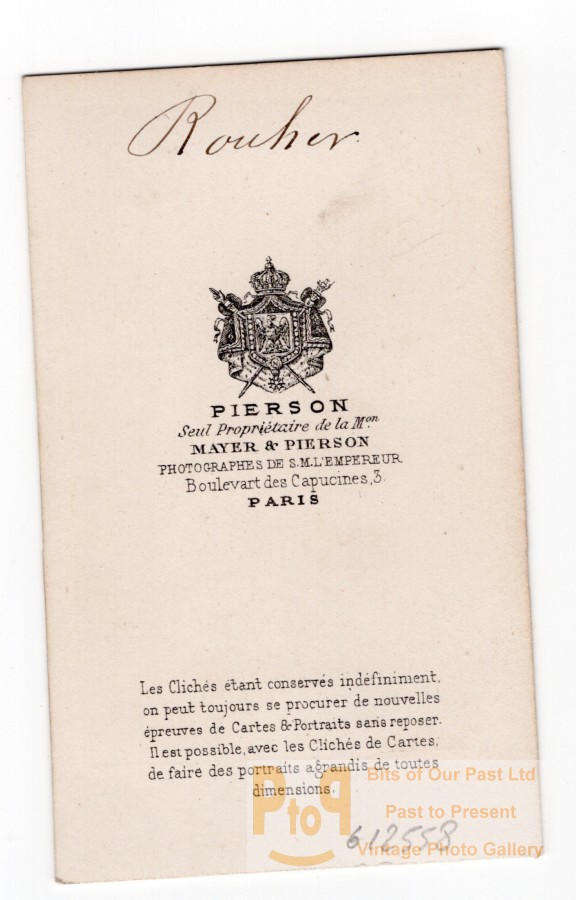 Rouher
PIERSON
Seul Propriétaire de la Mon
MAYER & PIERSON
PHOTOGRAPHES DE S.M.L'EMPEREUR
Boulevart des Capucines, 3.
PARIS
Les Clichés étant conservés indéfiniment,
on peut toujours se procurer de nouvelles
épreuves de Cartes & Portraits sans reposer.
Il est possible, avec les Clichés de Cartes,
de faire des portraits agrandis de toutes
dimensions.
PtoP
Bits of Our Past Ltd
Past to Present
Vintage Photo Gallery
612558